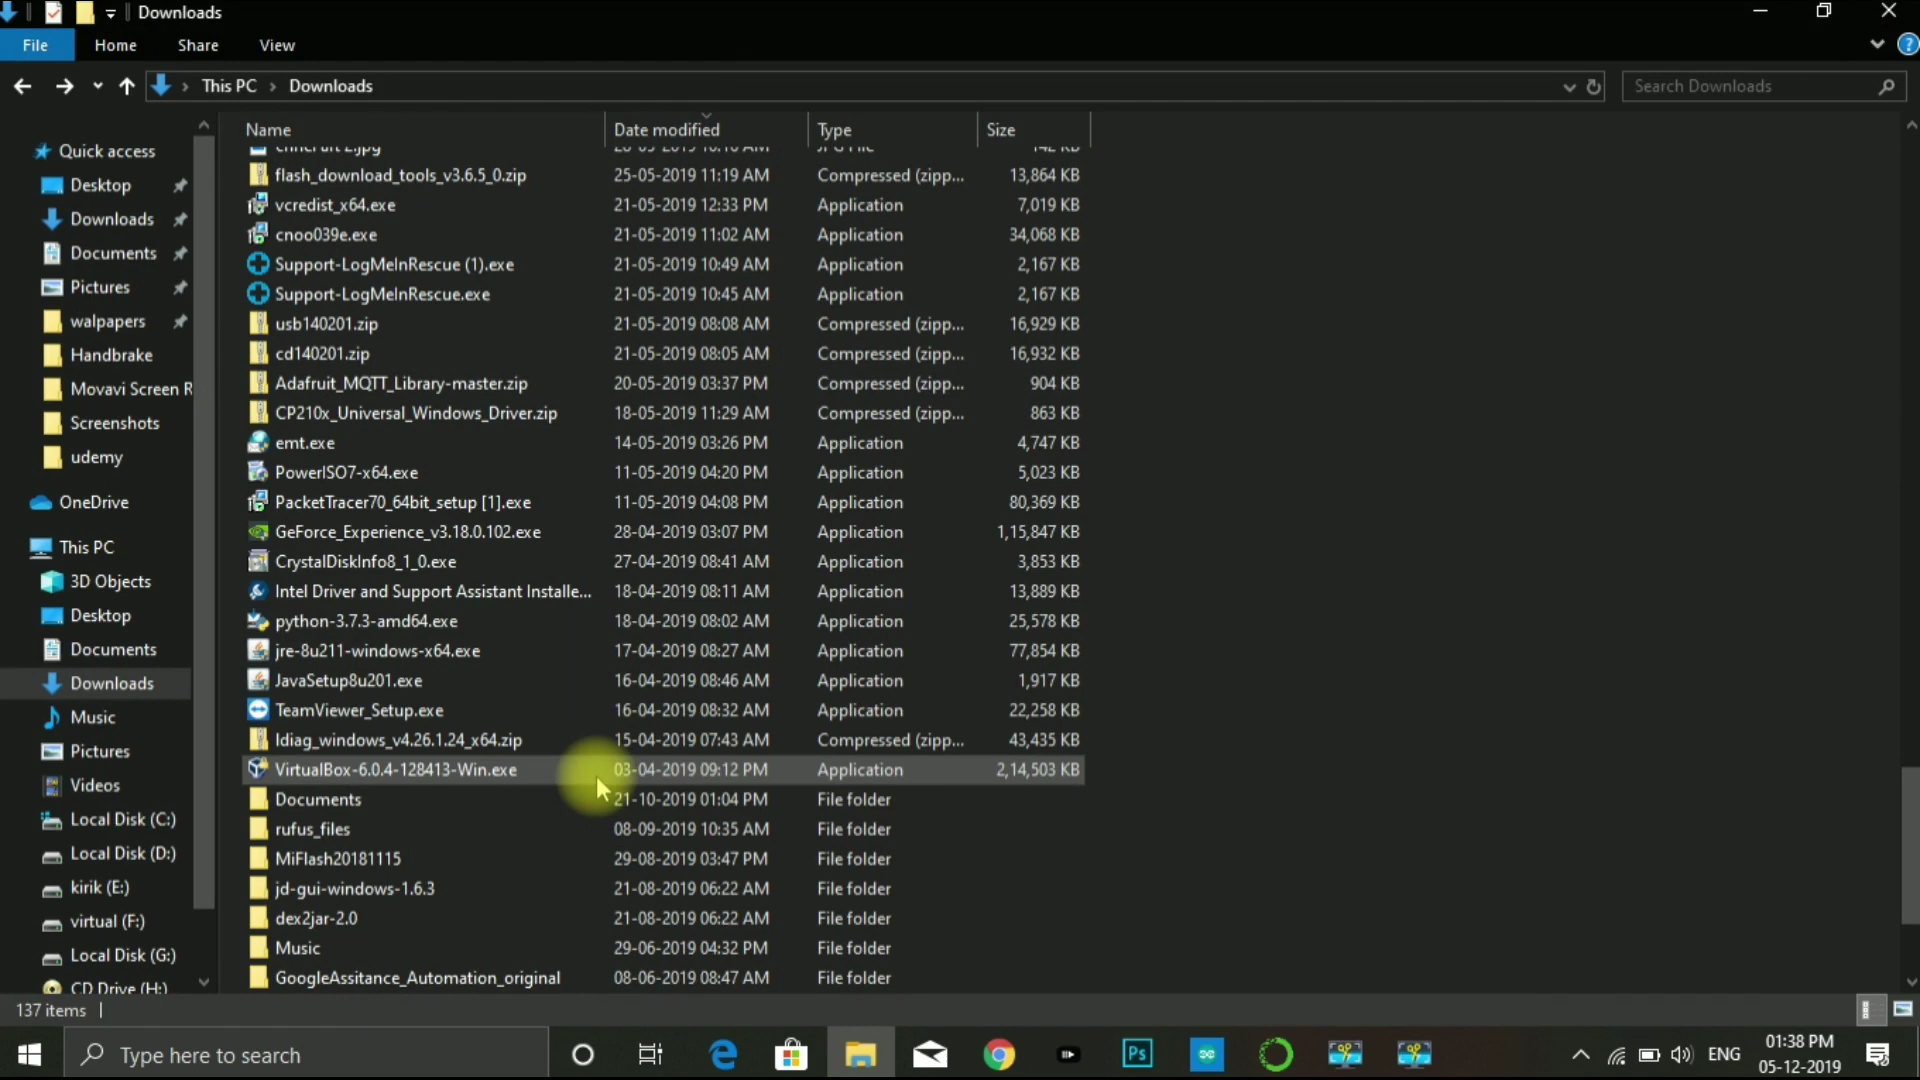 Downloads
File Home Share View
This PC > Downloads
Search Downloads
Name Date modified Type Size
flash_download_tools_v3.6.5_0.zip 25-05-2019 11:19 AM Compressed (zipp... 13,864 KB
vcredist_x64.exe 21-05-2019 12:33 PM Application 7,019 KB
cnoo039e.exe 21-05-2019 11:02 AM Application 34,068 KB
Support-LogMeInRescue (1).exe 21-05-2019 10:49 AM Application 2,167 KB
Support-LogMeInRescue.exe 21-05-2019 10:45 AM Application 2,167 KB
usb140201.zip 21-05-2019 08:08 AM Compressed (zipp... 16,929 KB
cd140201.zip 21-05-2019 08:05 AM Compressed (zipp... 16,932 KB
Adafruit_MQTT_Library-master.zip 20-05-2019 03:37 PM Compressed (zipp... 904 KB
CP210x_Universal_Windows_Driver.zip 18-05-2019 11:29 AM Compressed (zipp... 863 KB
emt.exe 14-05-2019 03:26 PM Application 4,747 KB
PowerISO7-x64.exe 11-05-2019 04:20 PM Application 5,023 KB
PacketTracer70_64bit_setup [1].exe 11-05-2019 04:08 PM Application 80,369 KB
GeForce_Experience_v3.18.0.102.exe 28-04-2019 03:07 PM Application 1,15,847 KB
CrystalDiskInfo8_1_0.exe 27-04-2019 08:41 AM Application 3,853 KB
Intel Driver and Support Assistant Installe... 18-04-2019 08:11 AM Application 13,889 KB
python-3.7.3-amd64.exe 18-04-2019 08:02 AM Application 25,578 KB
jre-8u211-windows-x64.exe 17-04-2019 08:27 AM Application 77,854 KB
JavaSetup8u201.exe 16-04-2019 08:46 AM Application 1,917 KB
TeamViewer_Setup.exe 16-04-2019 08:32 AM Application 22,258 KB
ldiag_windows_v4.26.1.24_x64.zip 15-04-2019 07:43 AM Compressed (zipp... 43,435 KB
VirtualBox-6.0.4-128413-Win.exe 03-04-2019 09:12 PM Application 2,14,503 KB
Documents 21-10-2019 01:04 PM File folder
rufus_files 08-09-2019 10:35 AM File folder
MiFlash20181115 29-08-2019 03:47 PM File folder
jd-gui-windows-1.6.3 21-08-2019 06:22 AM File folder
dex2jar-2.0 21-08-2019 06:22 AM File folder
Music 29-06-2019 04:32 PM File folder
GoogleAssitance_Automation_original 08-06-2019 08:47 AM File folder
Quick access
Desktop
Downloads
Documents
Pictures
walpapers
Handbrake
Movavi Screen R
Screenshots
udemy
OneDrive
This PC
3D Objects
Desktop
Documents
Downloads
Music
Pictures
Videos
Local Disk (C:)
Local Disk (D:)
kirik (E:)
virtual (F:)
Local Disk (G:)
CD Drive (H:)
137 items
Type here to search
Ps
ENG
01:38 PM
05-12-2019